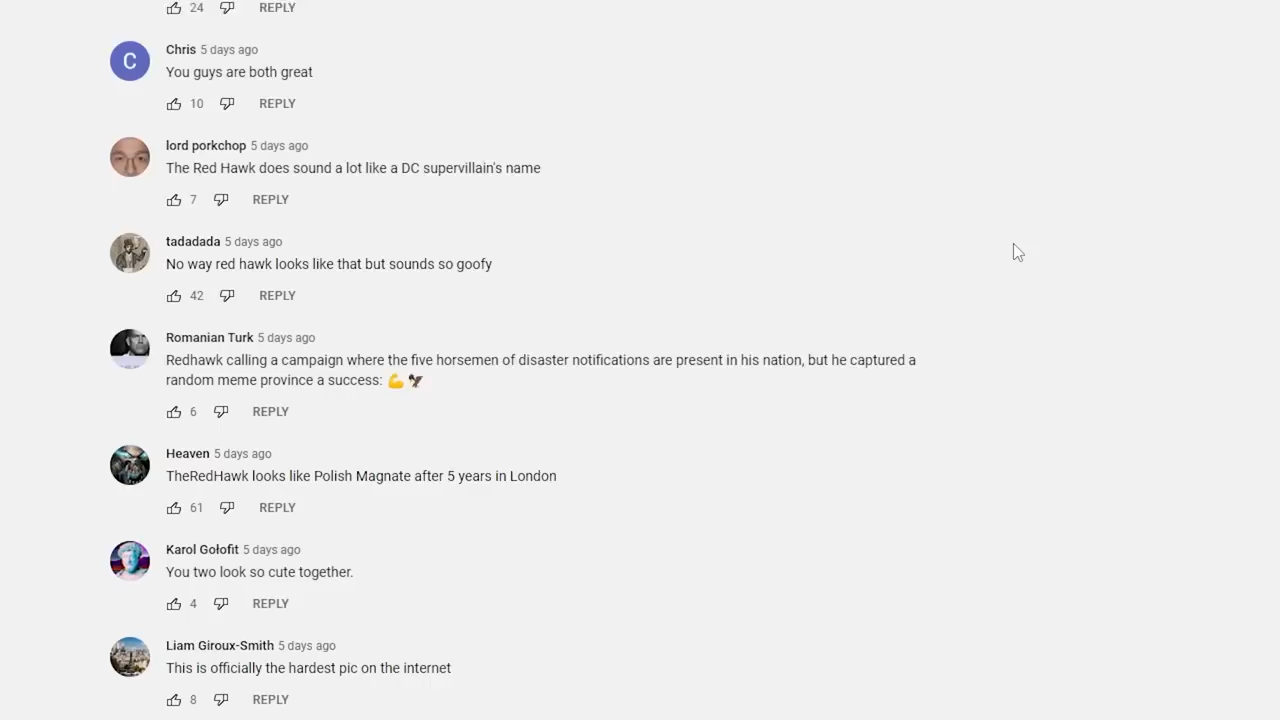 24 REPLY
C
Chris 5 days ago
You guys are both great
10 REPLY
lord porkchop 5 days ago
The Red Hawk does sound a lot like a DC supervillain's name
7 REPLY
tadadada 5 days ago
No way red hawk looks like that but sounds so goofy
42 REPLY
Romanian Turk 5 days ago
Redhawk calling a campaign where the five horsemen of disaster notifications are present in his nation, but he captured a
random meme province a success: 💪 🦅
6 REPLY
Heaven 5 days ago
TheRedHawk looks like Polish Magnate after 5 years in London
61 REPLY
Karol Gołofit 5 days ago
You two look so cute together.
4 REPLY
Liam Giroux-Smith 5 days ago
This is officially the hardest pic on the internet
8 REPLY